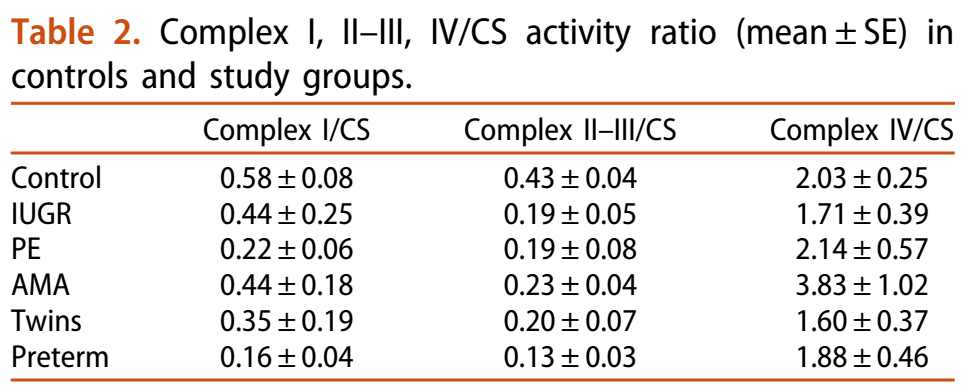 Table 2. Complex I, II–III, IV/CS activity ratio (mean ± SE) in
controls and study groups.
Complex I/CS Complex II–III/CS Complex IV/CS
Control 0.58 ± 0.08 0.43 ± 0.04 2.03 ± 0.25
IUGR 0.44 ± 0.25 0.19 ± 0.05 1.71 ± 0.39
PE 0.22 ± 0.06 0.19 ± 0.08 2.14 ± 0.57
AMA 0.44 ± 0.18 0.23 ± 0.04 3.83 ± 1.02
Twins 0.35 ± 0.19 0.20 ± 0.07 1.60 ± 0.37
Preterm 0.16 ± 0.04 0.13 ± 0.03 1.88 ± 0.46